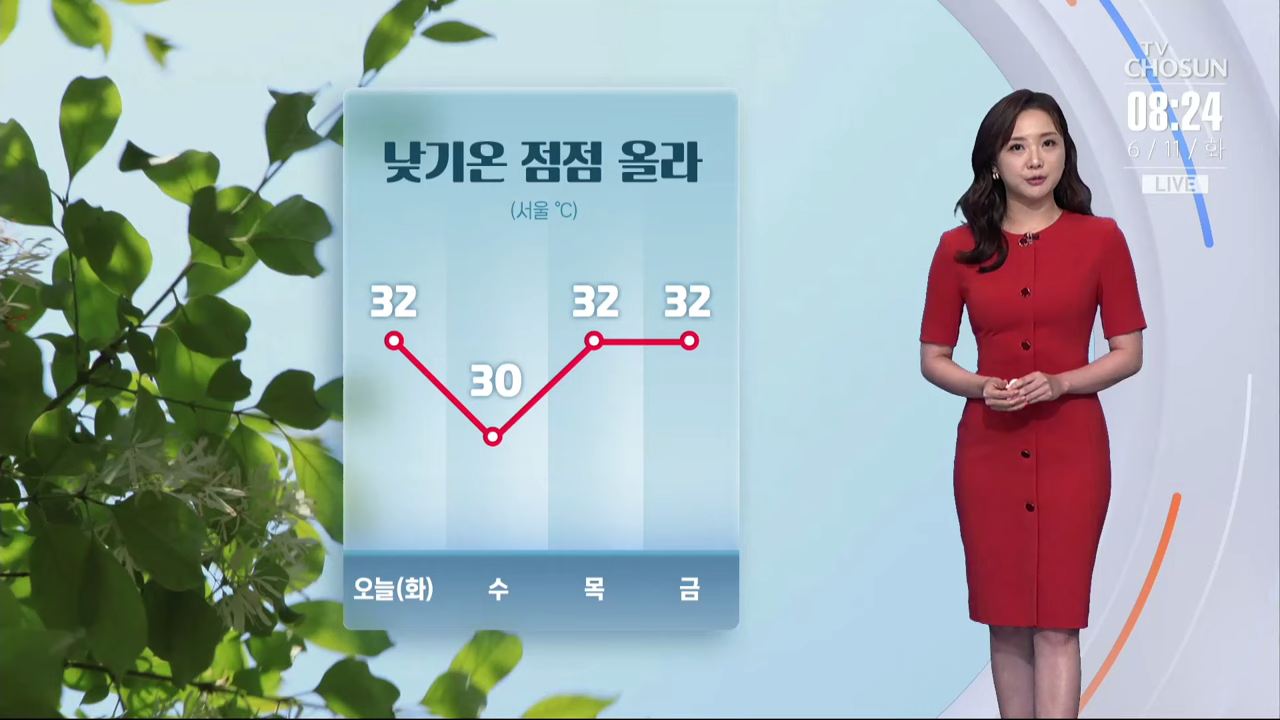 낮기온 점점 올라
(서울 ℃)
32 30 32 32
오늘(화) 수 목 금
TV
CHOSUN
08:24
6 / 11 / 화
LIVE